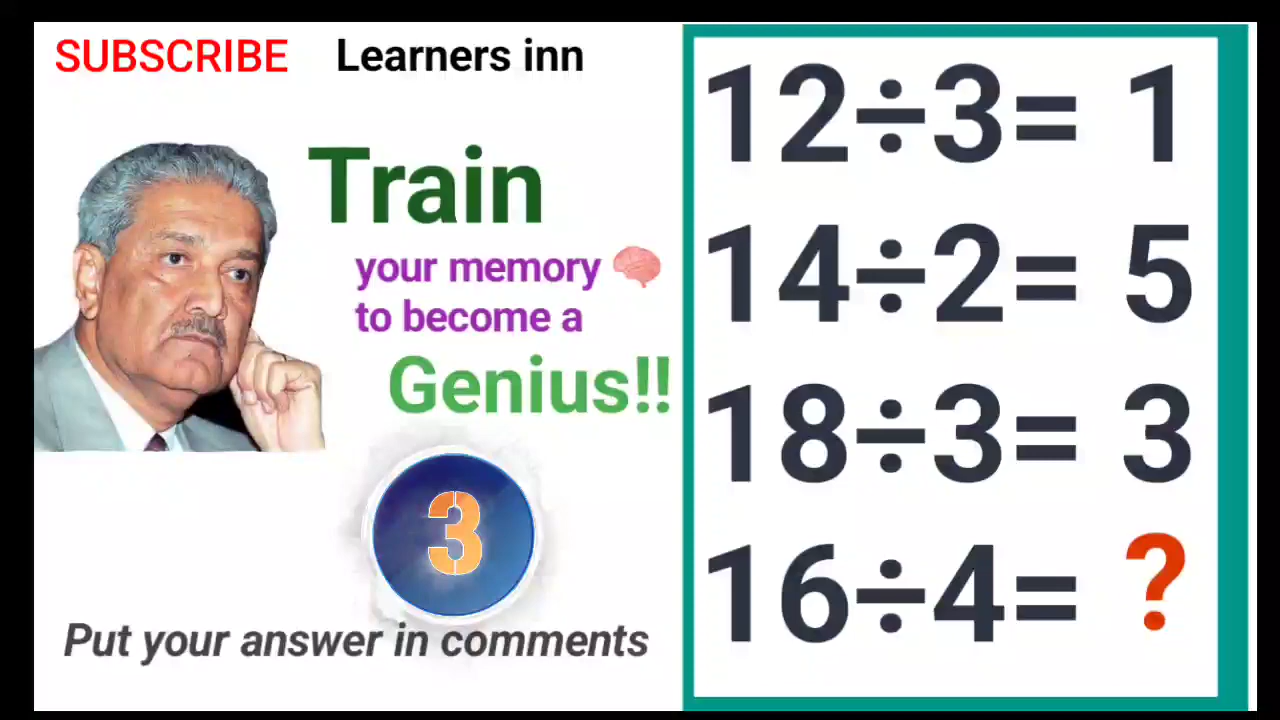 SUBSCRIBE Learners inn
Train
your memory
to become a
Genius!!
3
Put your answer in comments
12÷3= 1
14÷2= 5
18÷3= 3
16÷4= ?